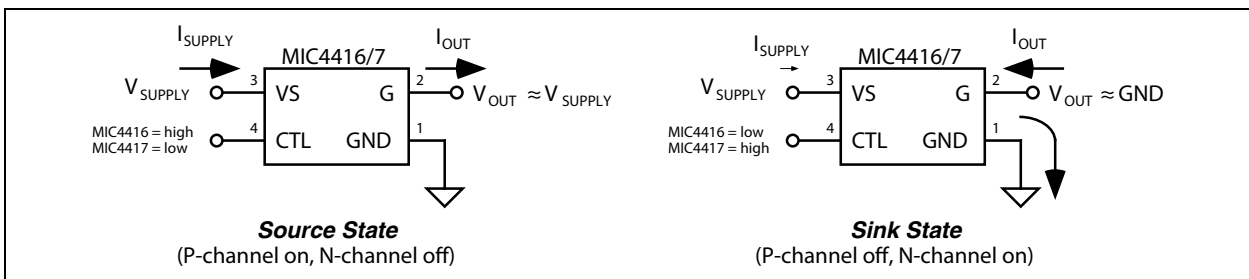 I_SUPPLY
I_OUT
MIC4416/7
V_SUPPLY
3
VS
G
2
V_OUT ≈ V_SUPPLY
MIC4416 = high
MIC4417 = low
4
CTL
GND
1
Source State
(P-channel on, N-channel off)
I_SUPPLY
I_OUT
MIC4416/7
V_SUPPLY
3
VS
G
2
V_OUT ≈ GND
MIC4416 = low
MIC4417 = high
4
CTL
GND
1
Sink State
(P-channel off, N-channel on)